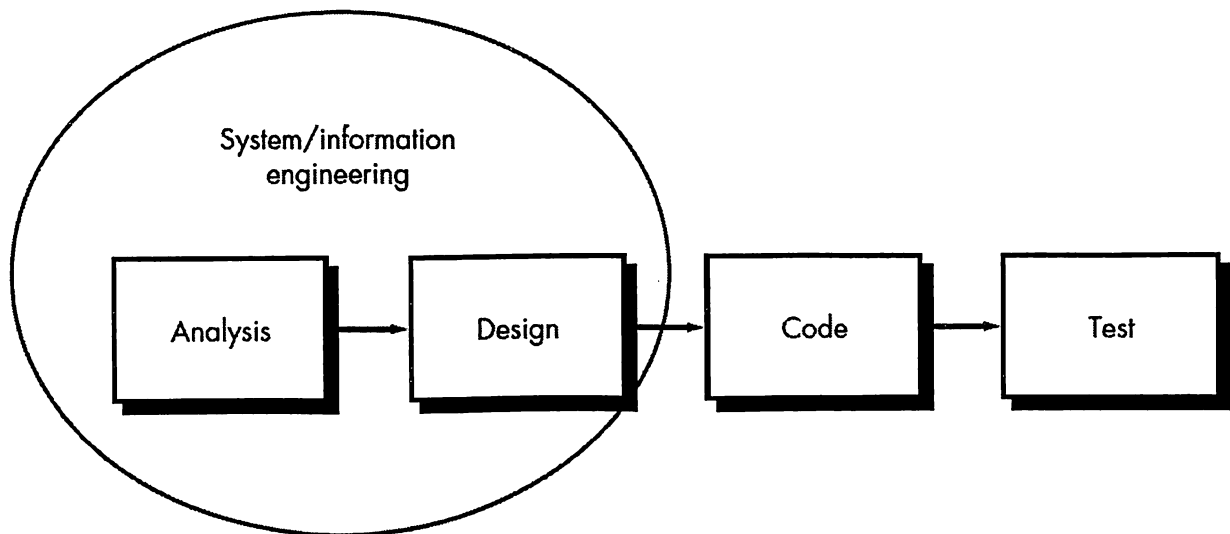 System/information
engineering
Analysis
Design
Code
Test